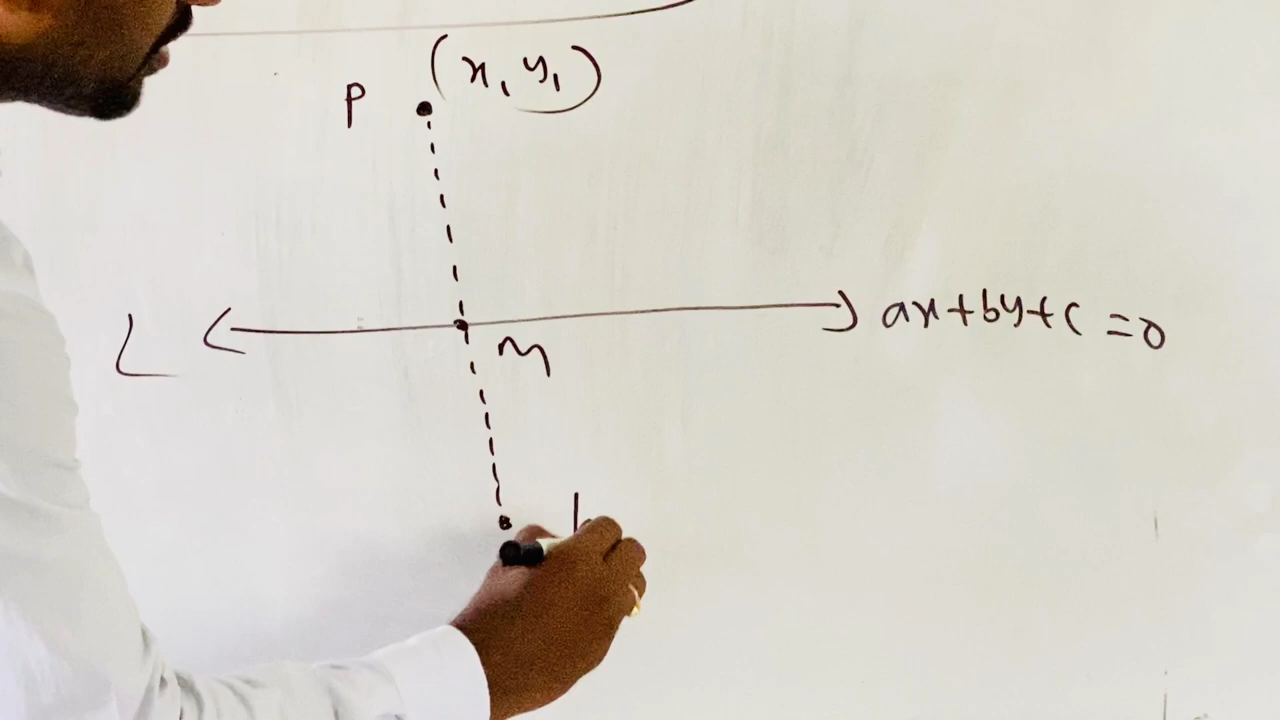 P (x₁ y₁)
L
ax+by+c=0
M